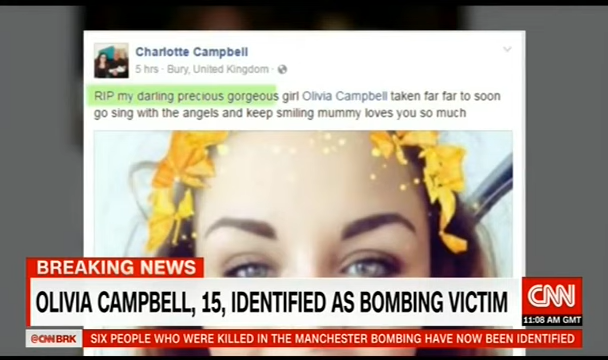 Charlotte Campbell
5 hrs · Bury, United Kingdom ·
RIP my darling precious gorgeous girl Olivia Campbell taken far far to soon
go sing with the angels and keep smiling mummy loves you so much
BREAKING NEWS
OLIVIA CAMPBELL, 15, IDENTIFIED AS BOMBING VICTIM
CNN
11:08 AM GMT
@CNNBRK SIX PEOPLE WHO WERE KILLED IN THE MANCHESTER BOMBING HAVE NOW BEEN IDENTIFIED